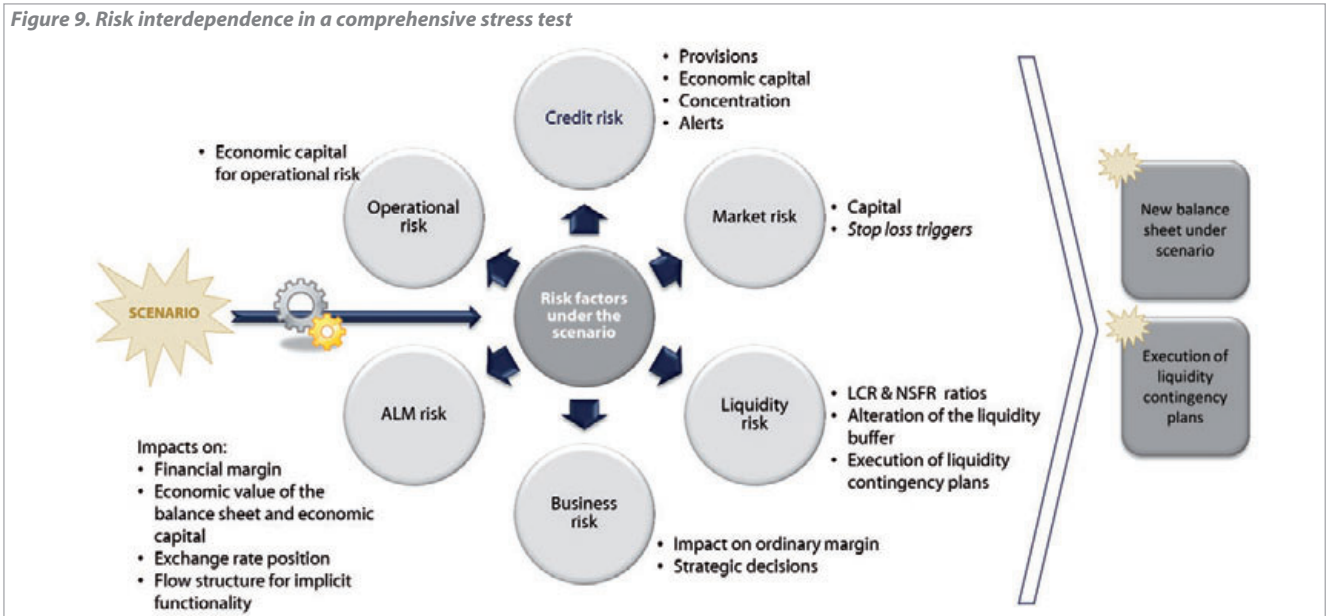 Figure 9. Risk interdependence in a comprehensive stress test
Credit risk
• Provisions
• Economic capital
• Concentration
• Alerts
• Economic capital
for operational risk
Operational
risk
Market risk
• Capital
• Stop loss triggers
SCENARIO
Risk factors
under the
scenario
ALM risk
Impacts on:
• Financial margin
• Economic value of the
balance sheet and economic
capital
• Exchange rate position
• Flow structure for implicit
functionality
Business
risk
• Impact on ordinary margin
• Strategic decisions
Liquidity
risk
• LCR & NSFR ratios
• Alteration of the liquidity
buffer
• Execution of liquidity
contingency plans
New balance
sheet under
scenario
Execution of
liquidity
contingency
plans